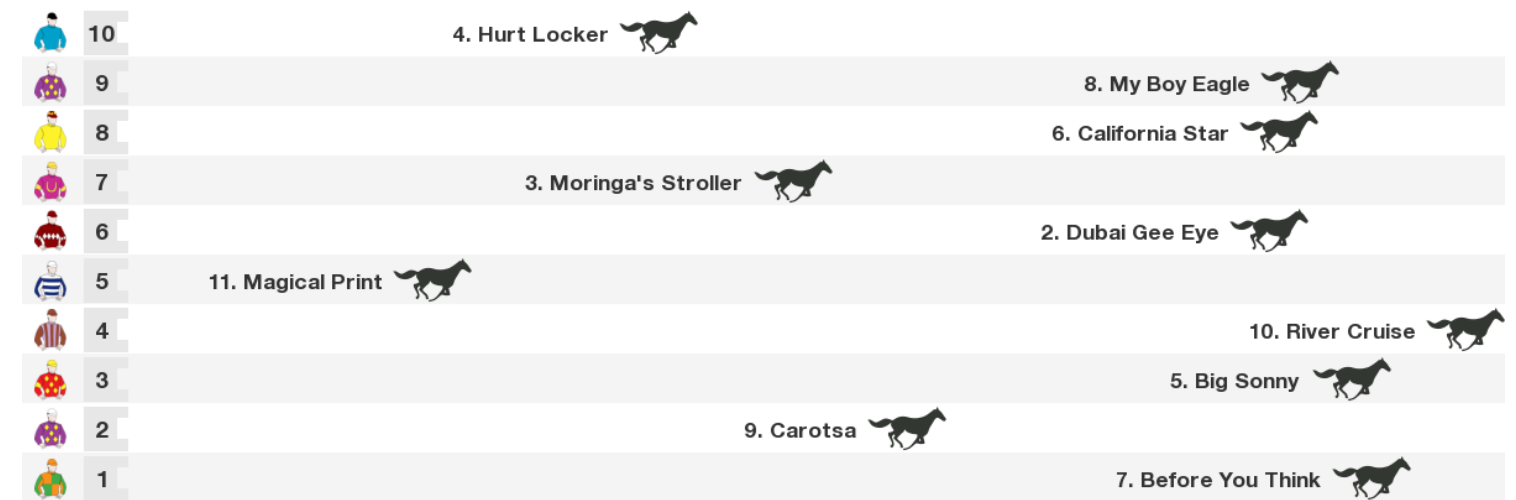 10 4. Hurt Locker
9 8. My Boy Eagle
8 6. California Star
7 3. Moringa's Stroller
6 2. Dubai Gee Eye
5 11. Magical Print
4 10. River Cruise
3 5. Big Sonny
2 9. Carotsa
1 7. Before You Think